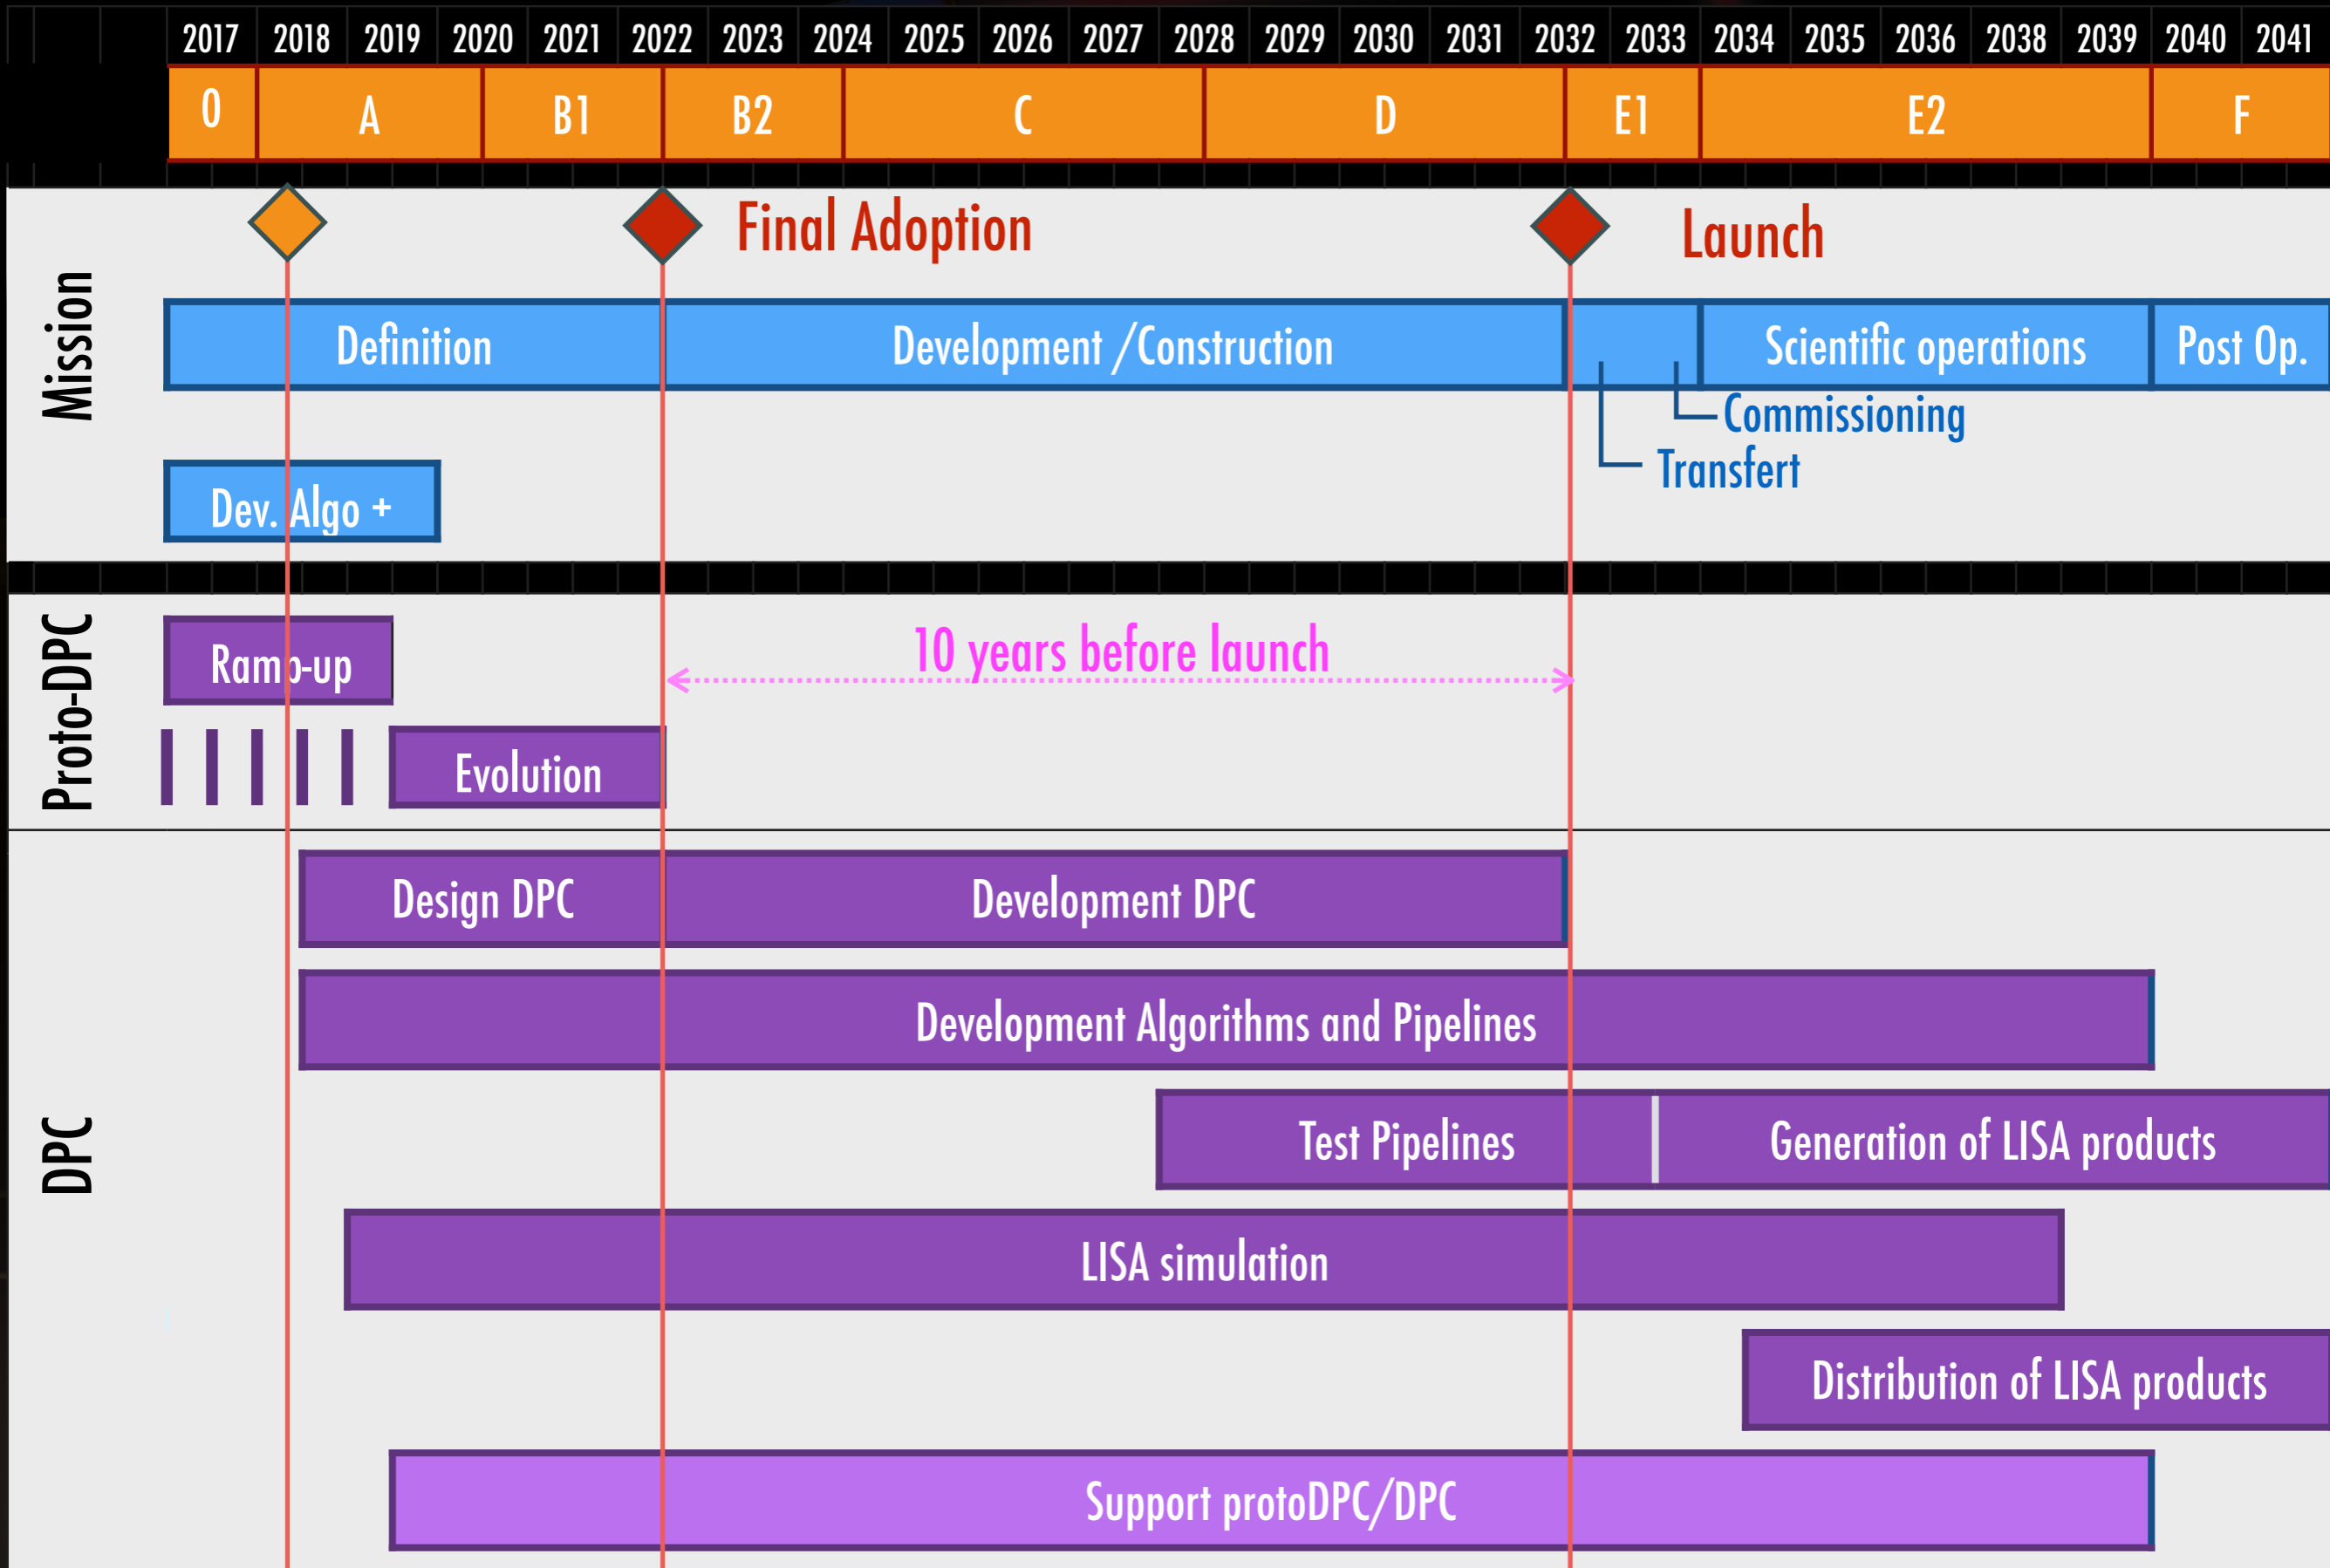 2017 2018 2019 2020 2021 2022 2023 2024 2025 2026 2027 2028 2029 2030 2031 2032 2033 2034 2035 2036 2038 2039 2040 2041
0 A B1 B2 C D E1 E2 F
Final Adoption
Launch
Mission
Definition
Development /Construction
Scientific operations
Post Op.
Commissioning
Transfert
Dev. Algo +
Proto-DPC
Ramp-up
10 years before launch
Evolution
DPC
Design DPC
Development DPC
Development Algorithms and Pipelines
Test Pipelines
Generation of LISA products
LISA simulation
Distribution of LISA products
Support protoDPC/DPC